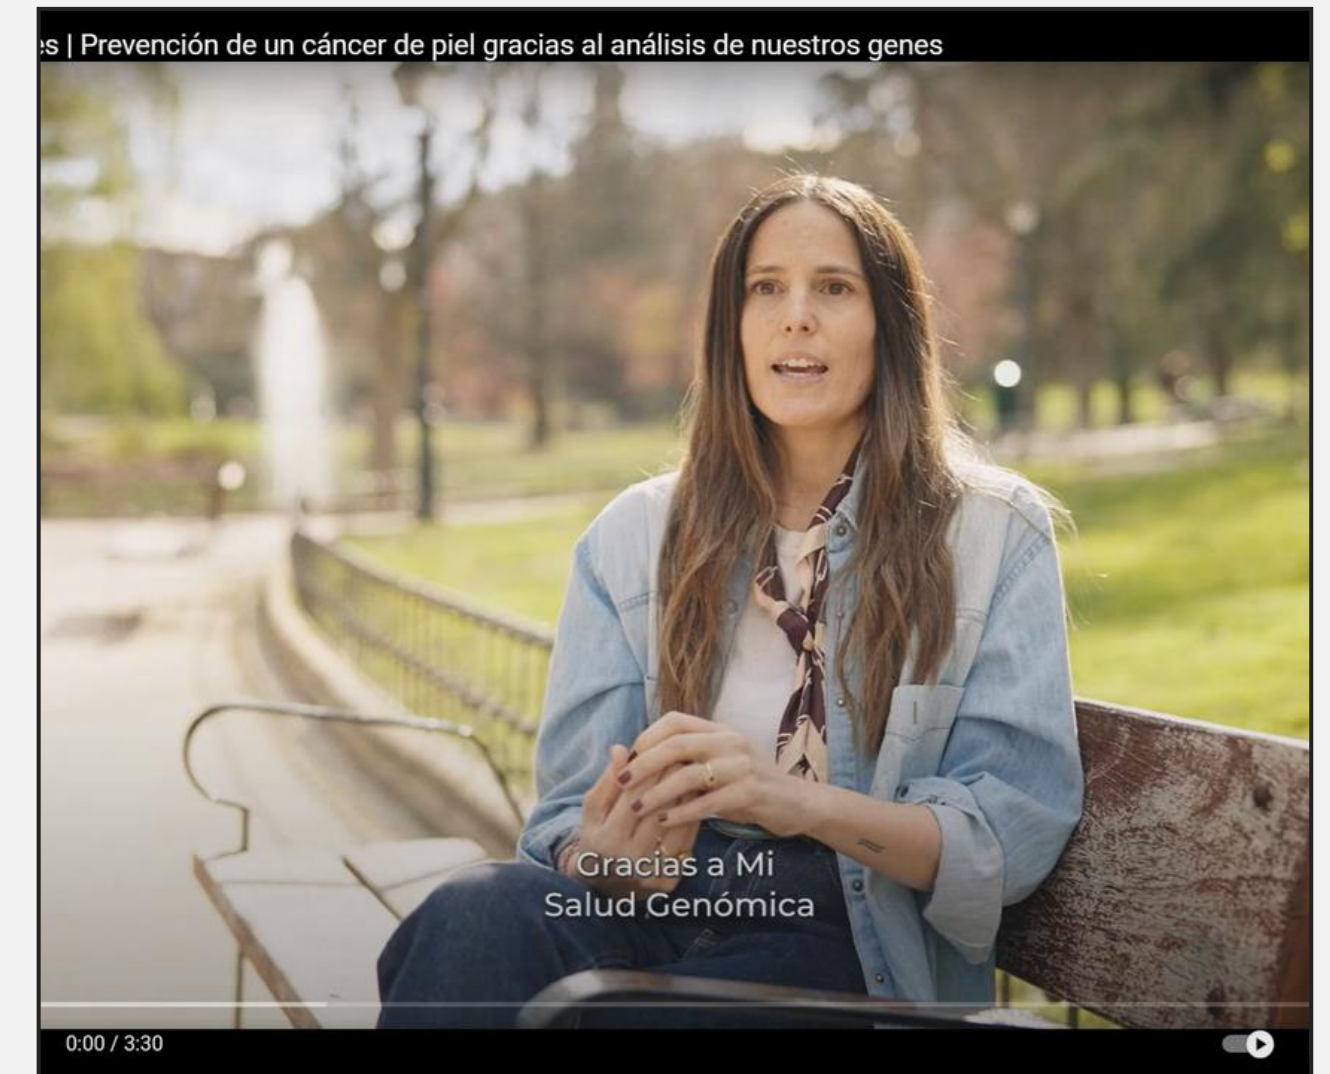 es | Prevención de un cáncer de piel gracias al análisis de nuestros genes
Gracias a Mi
Salud Genómica
0:00 / 3:30